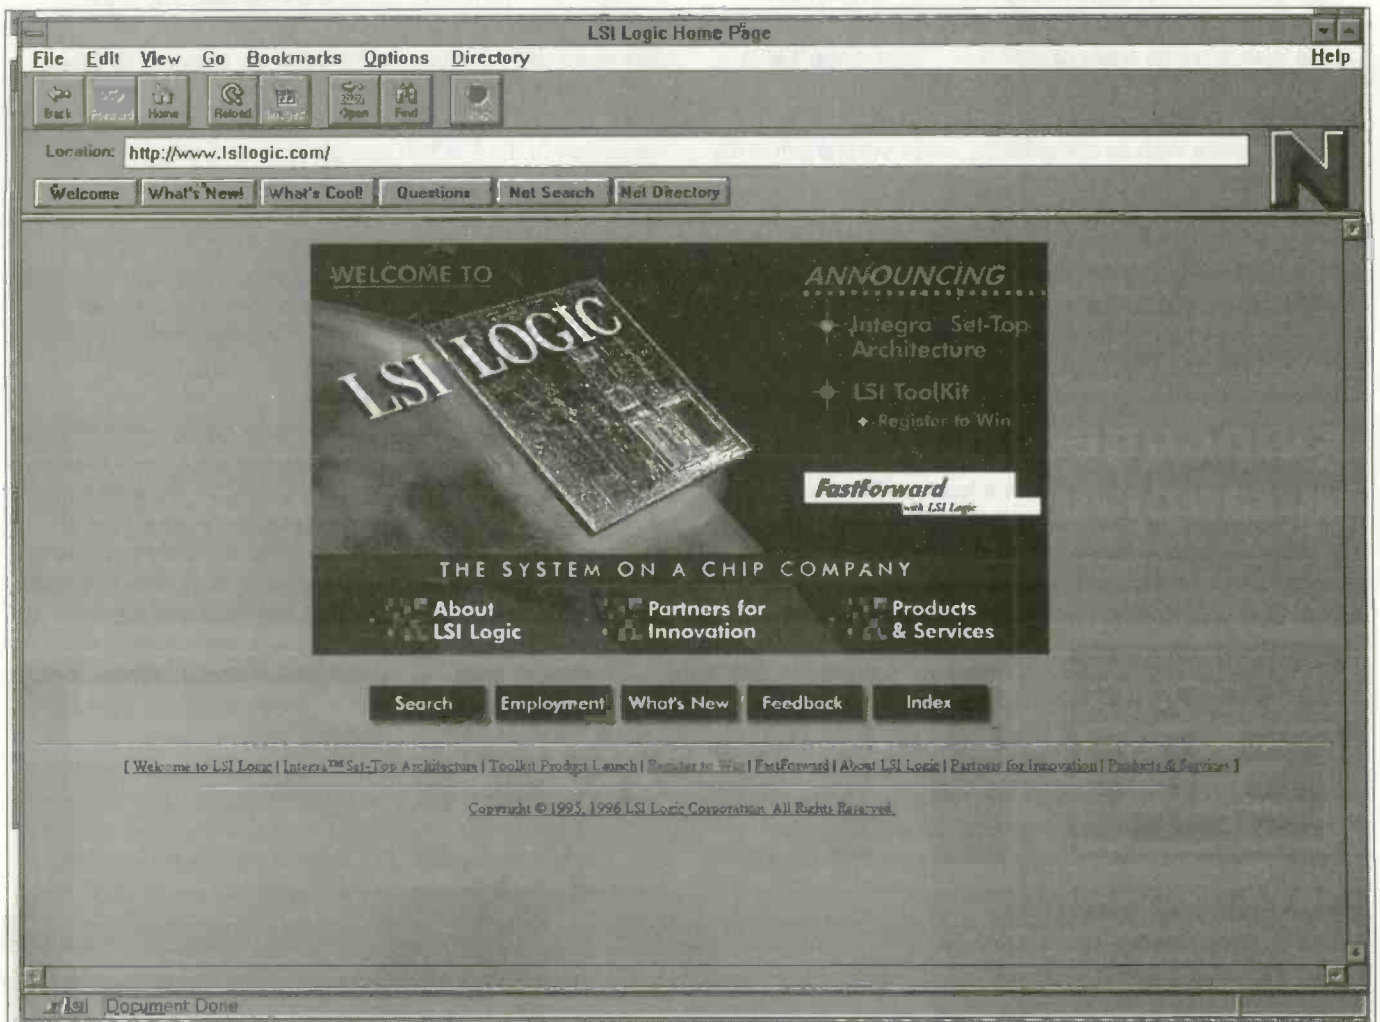 LSI Logic Home Page
File Edit View Go Bookmarks Options Directory Help
Back Forward Home Reload Images Open Find
Location: http://www.lsilogic.com/
Welcome What's New! What's Cool! Questions Net Search Net Directory
N
WELCOME TO
LSI LOGIC
ANNOUNCING
Integra Set-Top
Architecture
LSI ToolKit
Register to Win
FastForward
with LSI Logic
THE SYSTEM ON A CHIP COMPANY
About
LSI Logic
Partners for
Innovation
Products
& Services
Search Employment What's New Feedback Index
[ Welcome to LSI Logic | Integra™ Set-Top Architecture | Toolkit Product Launch | Register to Win | FastForward | About LSI Logic | Partners for Innovation | Products & Services ]
Copyright © 1995, 1996 LSI Logic Corporation. All Rights Reserved.
Document Done